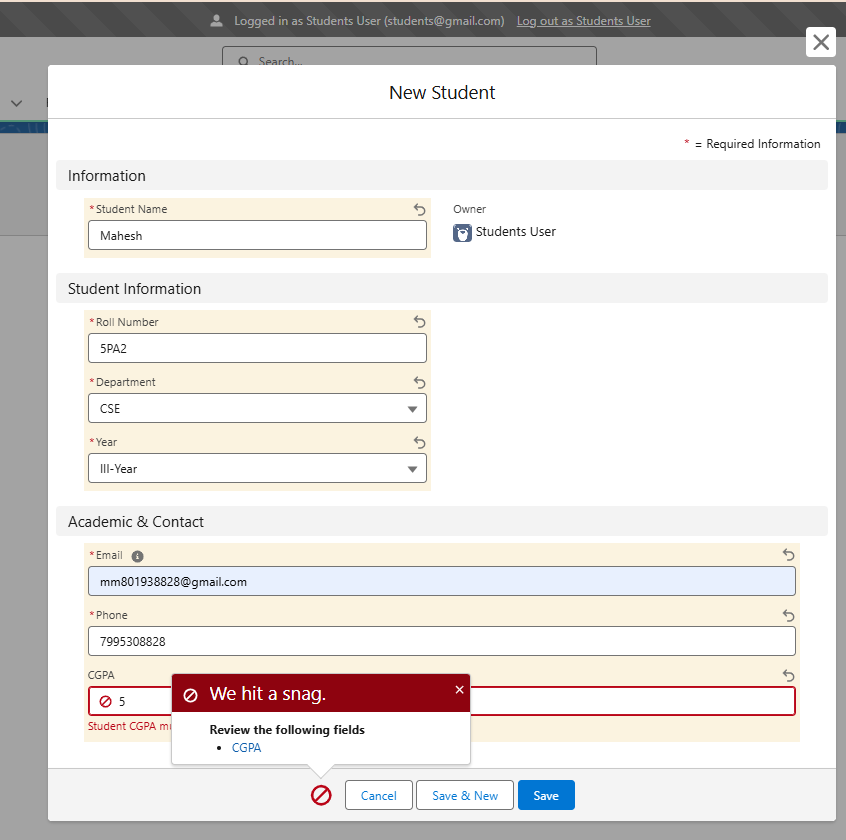 Logged in as Students User (students@gmail.com) Log out as Students User
Search...
New Student
* = Required Information
Information
*Student Name
Mahesh
Owner
Students User
Student Information
*Roll Number
5PA2
*Department
CSE
*Year
III-Year
Academic & Contact
*Email
mm801938828@gmail.com
*Phone
7995308828
CGPA
5
We hit a snag.
Student CGPA
Review the following fields
• CGPA
Cancel
Save & New
Save